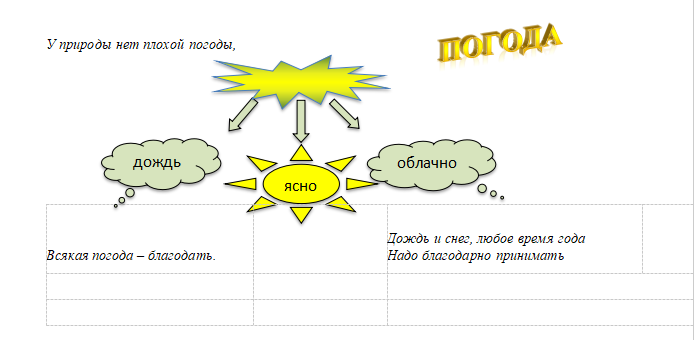 ПОГОДА
У природы нет плохой погоды,
дождь
ясно
облачно
Всякая погода – благодать.
Дождь и снег, любое время года
Надо благодарно принимать